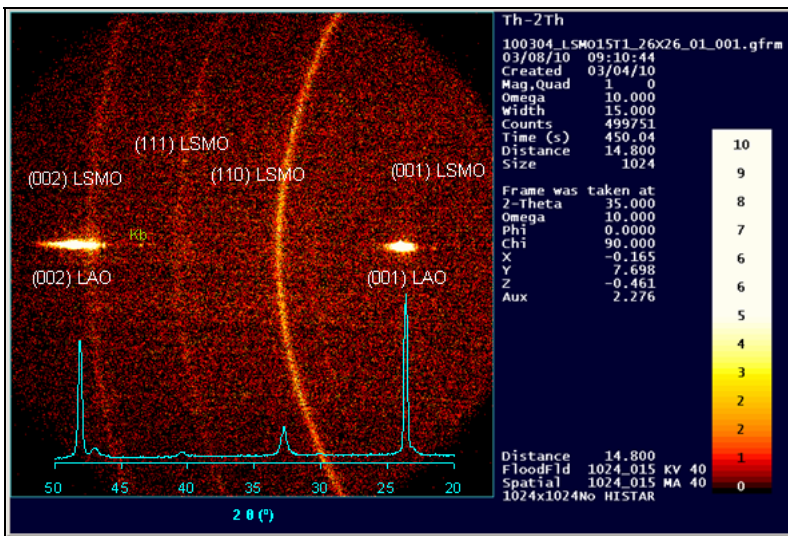 Th-2Th
100304_LSMO15T1_26X26_01_001.gfrm
03/08/10 09:10:44
Created 03/04/10
Mag,Quad 1 0
Omega 10.000
Width 15.000
Counts 499751
Time (s) 450.04
Distance 14.800
Size 1024
Frame was taken at
2-Theta 35.000
Omega 10.000
Phi 0.0000
Chi 90.000
X -0.165
Y 7.698
Z -0.461
Aux 2.276
Distance 14.800
FloodFld 1024_015 KV 40
Spatial 1024_015 MA 40
1024x1024No HISTAR
10
9
8
7
6
6
5
4
3
2
2
1
0
(111) LSMO
(002) LSMO
(110) LSMO
(001) LSMO
Kb
(002) LAO
(001) LAO
50 45 40 35 30 25 20
2 θ (º)